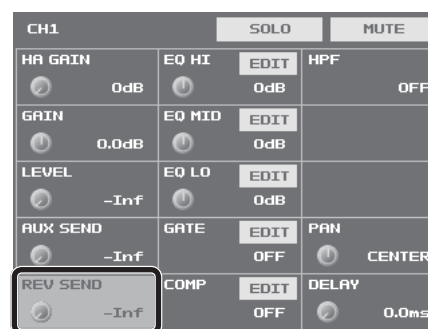 CH1 SOLO MUTE
HA GAIN EQ HI EDIT HPF
0dB 0dB OFF
GAIN EQ MID EDIT
0.0dB 0dB
LEVEL EQ LO EDIT
-Inf 0dB
AUX SEND GATE EDIT PAN
-Inf OFF CENTER
REV SEND COMP EDIT DELAY
-Inf OFF 0.0ms